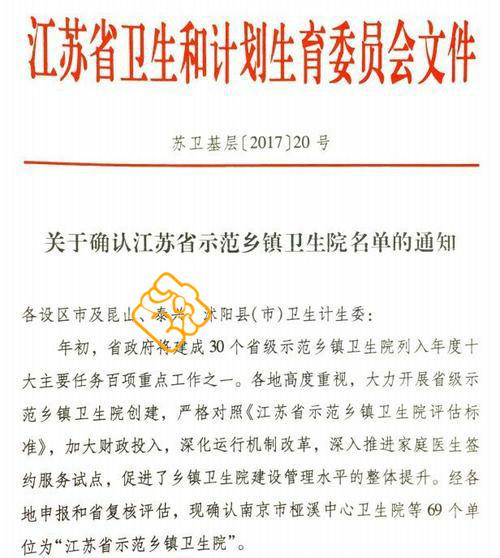 江苏省卫生和计划生育委员会文件
苏卫基层〔2017〕20号
关于确认江苏省示范乡镇卫生院名单的通知
各设区市及昆山、泰兴、沭阳县(市)卫生计生委：
年初，省政府将建成30个省级示范乡镇卫生院列入年度十
大主要任务百项重点工作之一。各地高度重视，大力开展省级示
范乡镇卫生院创建，严格对照《江苏省示范乡镇卫生院评估标
准》，加大财政投入，深化运行机制改革，深入推进家庭医生签
约服务试点，促进了乡镇卫生院建设管理水平的整体提升。经各
地申报和省复核评估，现确认南京市桠溪中心卫生院等69个单
位为“江苏省示范乡镇卫生院”。